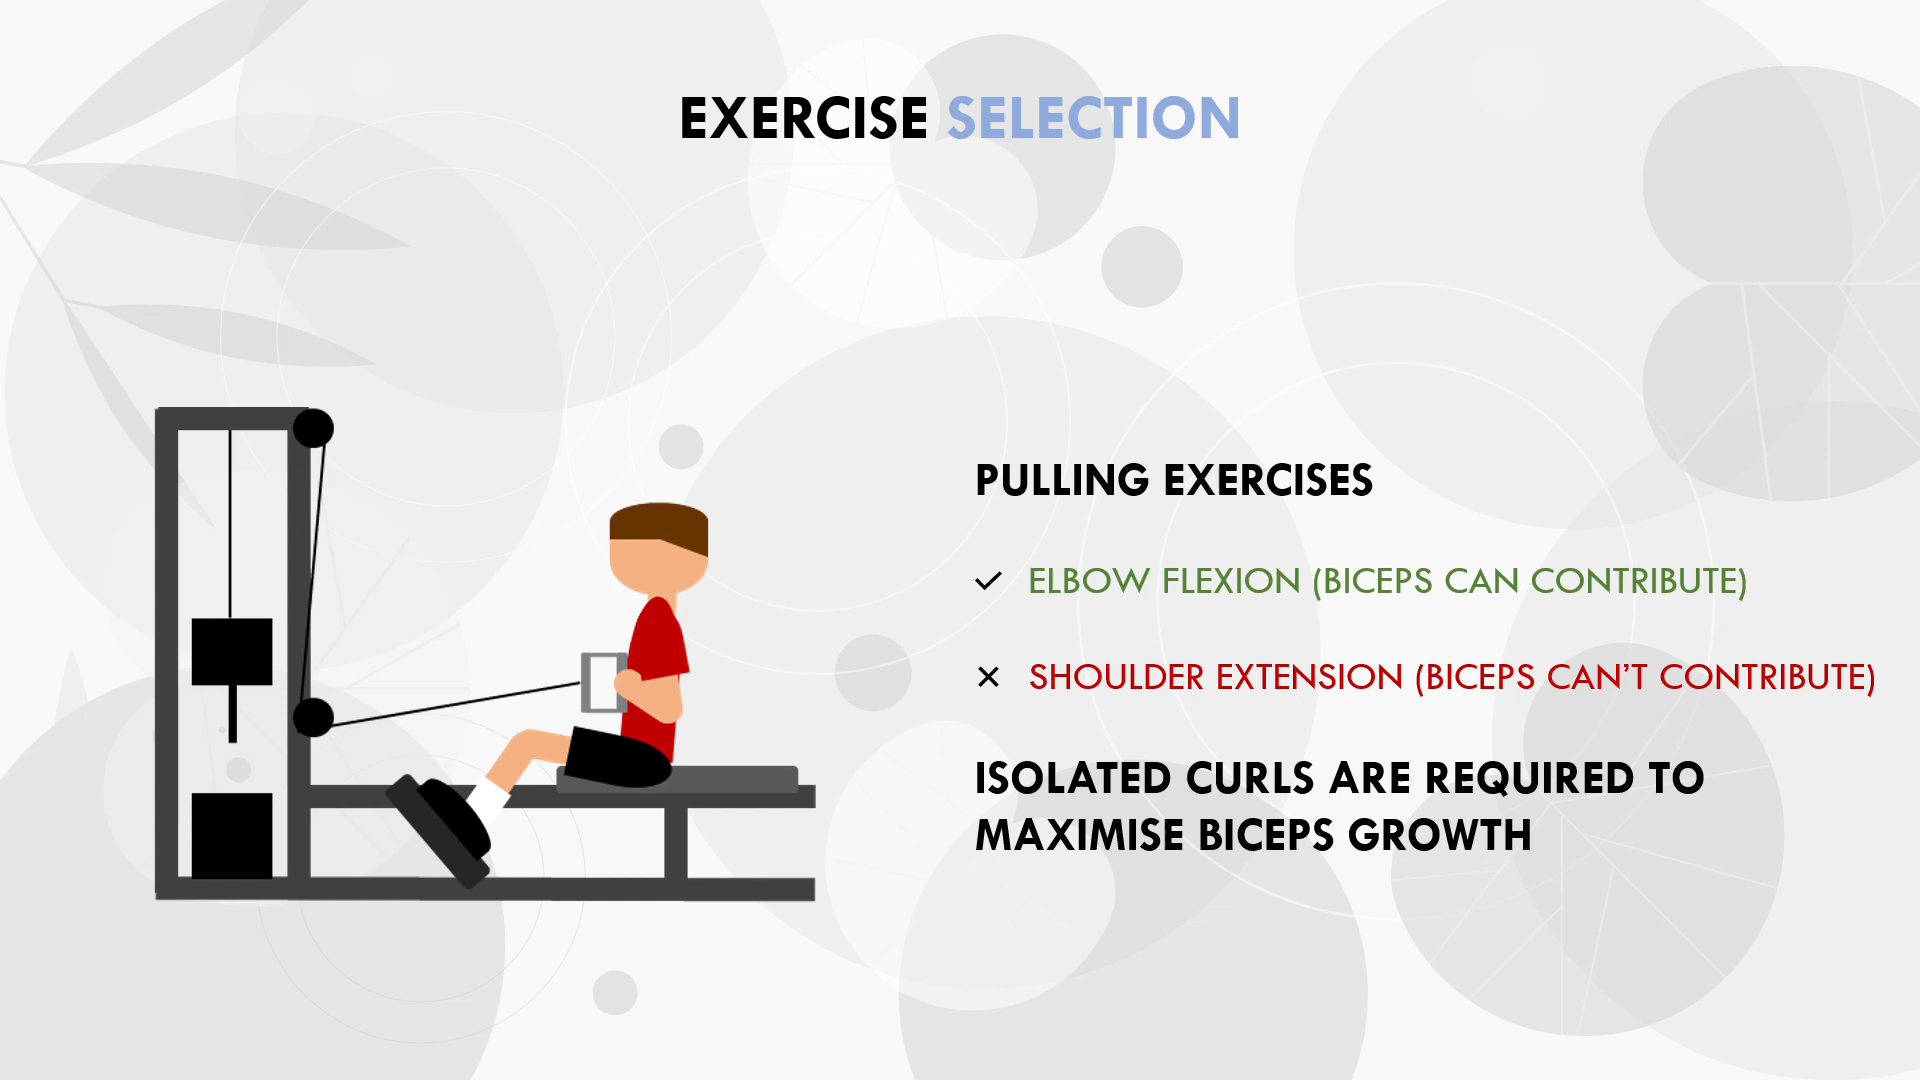 EXERCISE SELECTION
PULLING EXERCISES
ELBOW FLEXION (BICEPS CAN CONTRIBUTE)
SHOULDER EXTENSION (BICEPS CAN’T CONTRIBUTE)
ISOLATED CURLS ARE REQUIRED TO
MAXIMISE BICEPS GROWTH